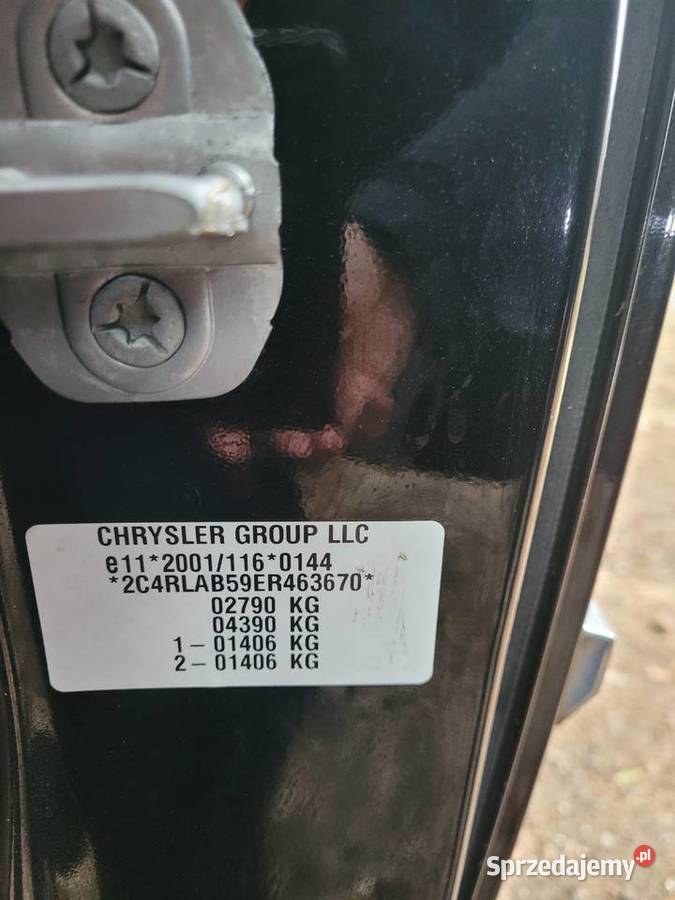 CHRYSLER GROUP LLC
e11*2001/116*0144
*2C4RLAB59ER463670*
02790 KG
04390 KG
1– 01406 KG
2– 01406 KG
Sprzedajemy.pl